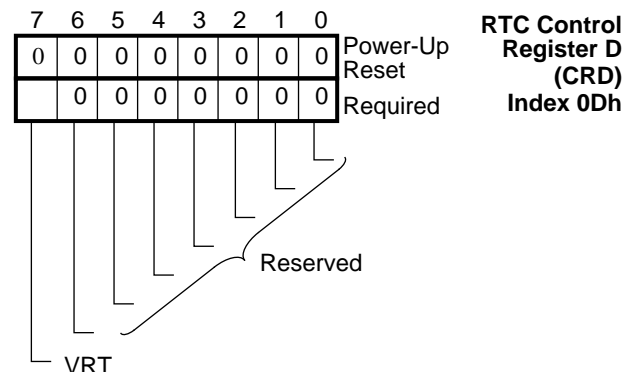 7 6 5 4 3 2 1 0
0 0 0 0 0 0 0 0 Power-Up
Reset
0 0 0 0 0 0 0 Required
RTC Control
Register D
(CRD)
Index 0Dh
Reserved
VRT